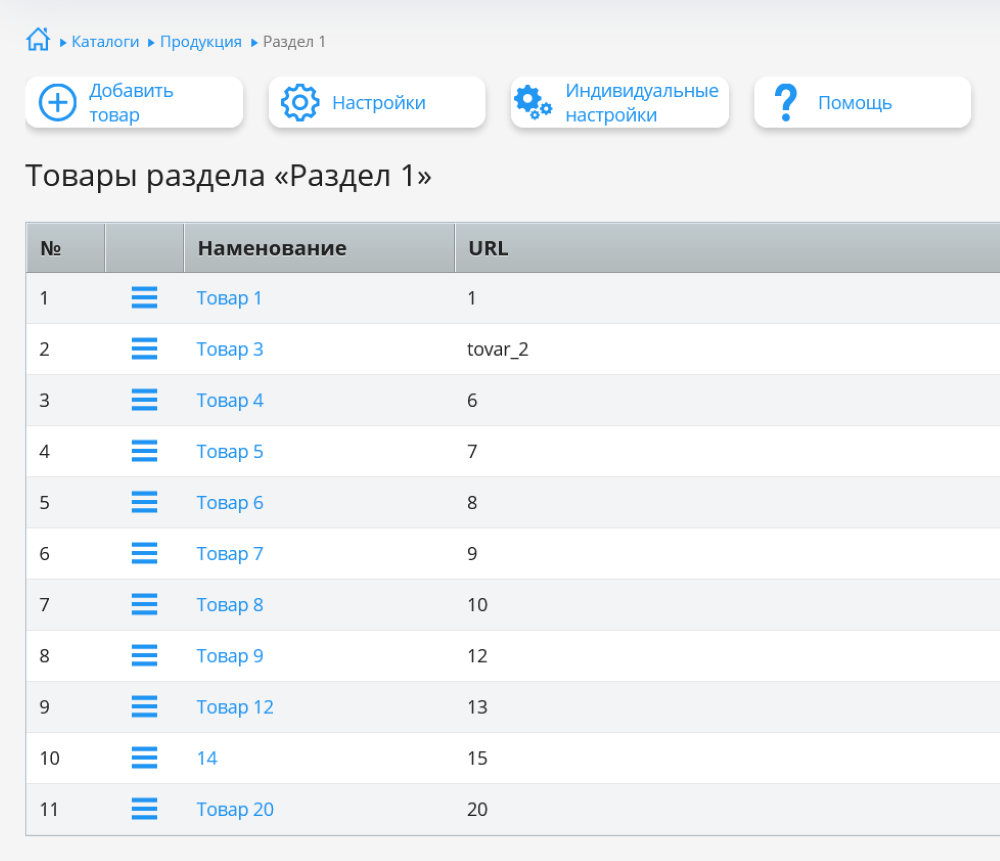 Каталоги Продукция Раздел 1
Добавить товар
Настройки
Индивидуальные настройки
Помощь
Товары раздела «Раздел 1»
№ Наменование URL
1 Товар 1 1
2 Товар 3 tovar_2
3 Товар 4 6
4 Товар 5 7
5 Товар 6 8
6 Товар 7 9
7 Товар 8 10
8 Товар 9 12
9 Товар 12 13
10 14 15
11 Товар 20 20